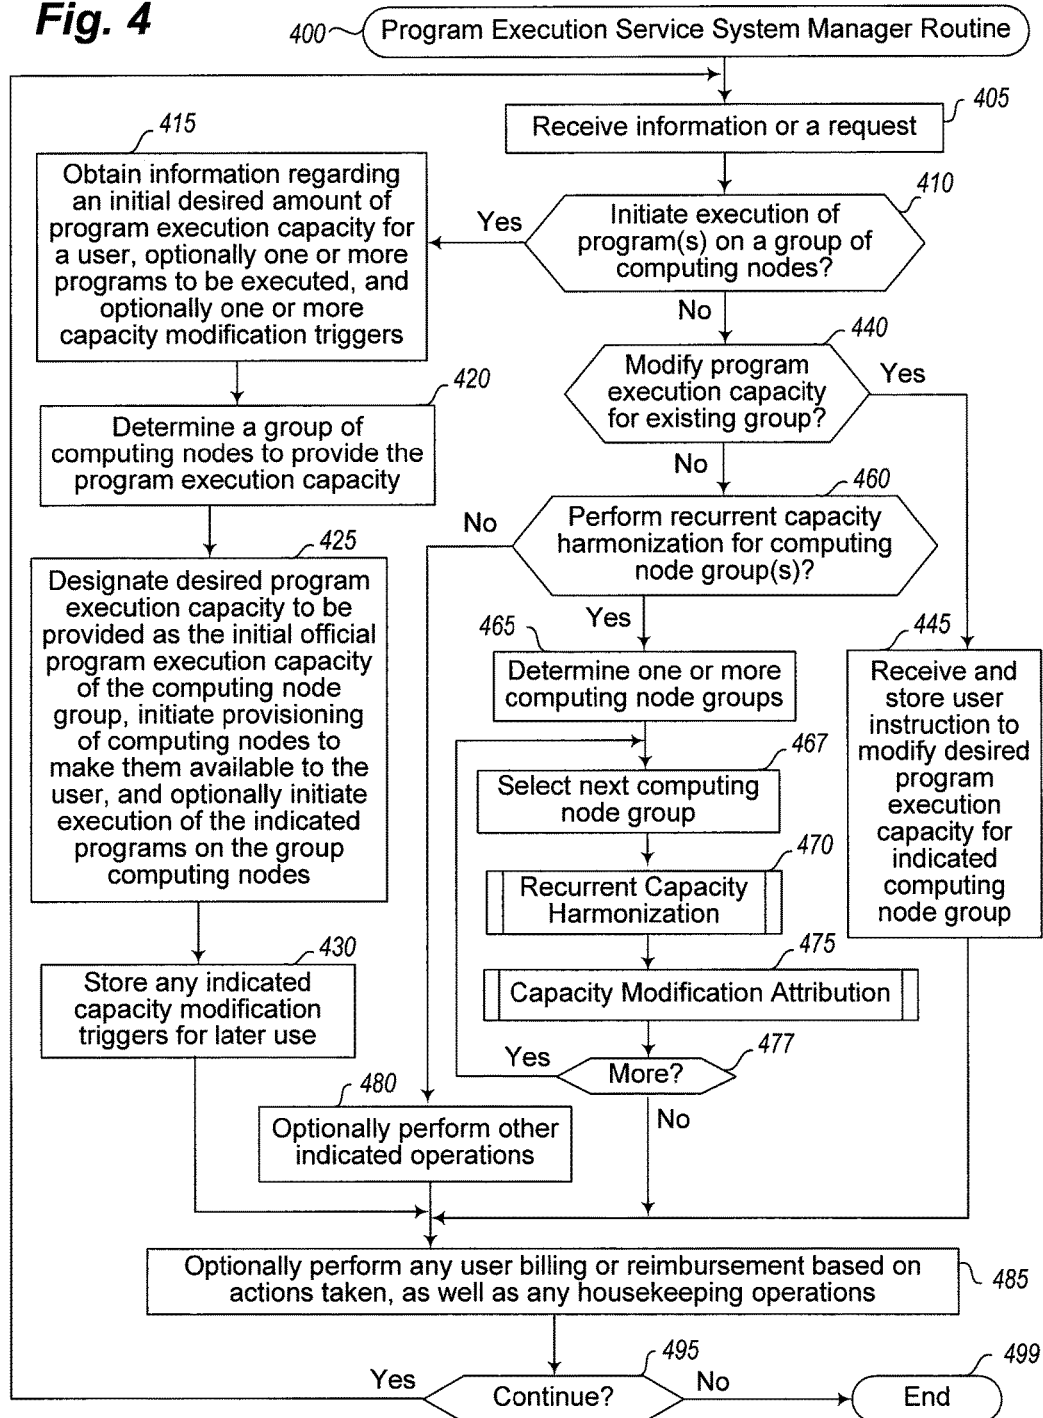 Fig. 4
400
Program Execution Service System Manager Routine
405
Receive information or a request
410
Initiate execution of
program(s) on a group of
computing nodes?
Yes
No
415
Obtain information regarding
an initial desired amount of
program execution capacity for
a user, optionally one or more
programs to be executed, and
optionally one or more
capacity modification triggers
420
Determine a group of
computing nodes to provide the
program execution capacity
425
Designate desired program
execution capacity to be
provided as the initial official
program execution capacity
of the computing node
group, initiate provisioning
of computing nodes to
make them available to the
user, and optionally initiate
execution of the indicated
programs on the group
computing nodes
430
Store any indicated
capacity modification
triggers for later use
440
Modify program
execution capacity
for existing group?
Yes
No
445
Receive and
store user
instruction to
modify desired
program
execution
capacity for
indicated
computing
node group
460
Perform recurrent capacity
harmonization for computing
node group(s)?
No
Yes
465
Determine one or more
computing node groups
467
Select next computing
node group
470
Recurrent Capacity
Harmonization
475
Capacity Modification Attribution
477
More?
Yes
No
480
Optionally perform other
indicated operations
485
Optionally perform any user billing or reimbursement based on
actions taken, as well as any housekeeping operations
495
Continue?
Yes
No
499
End